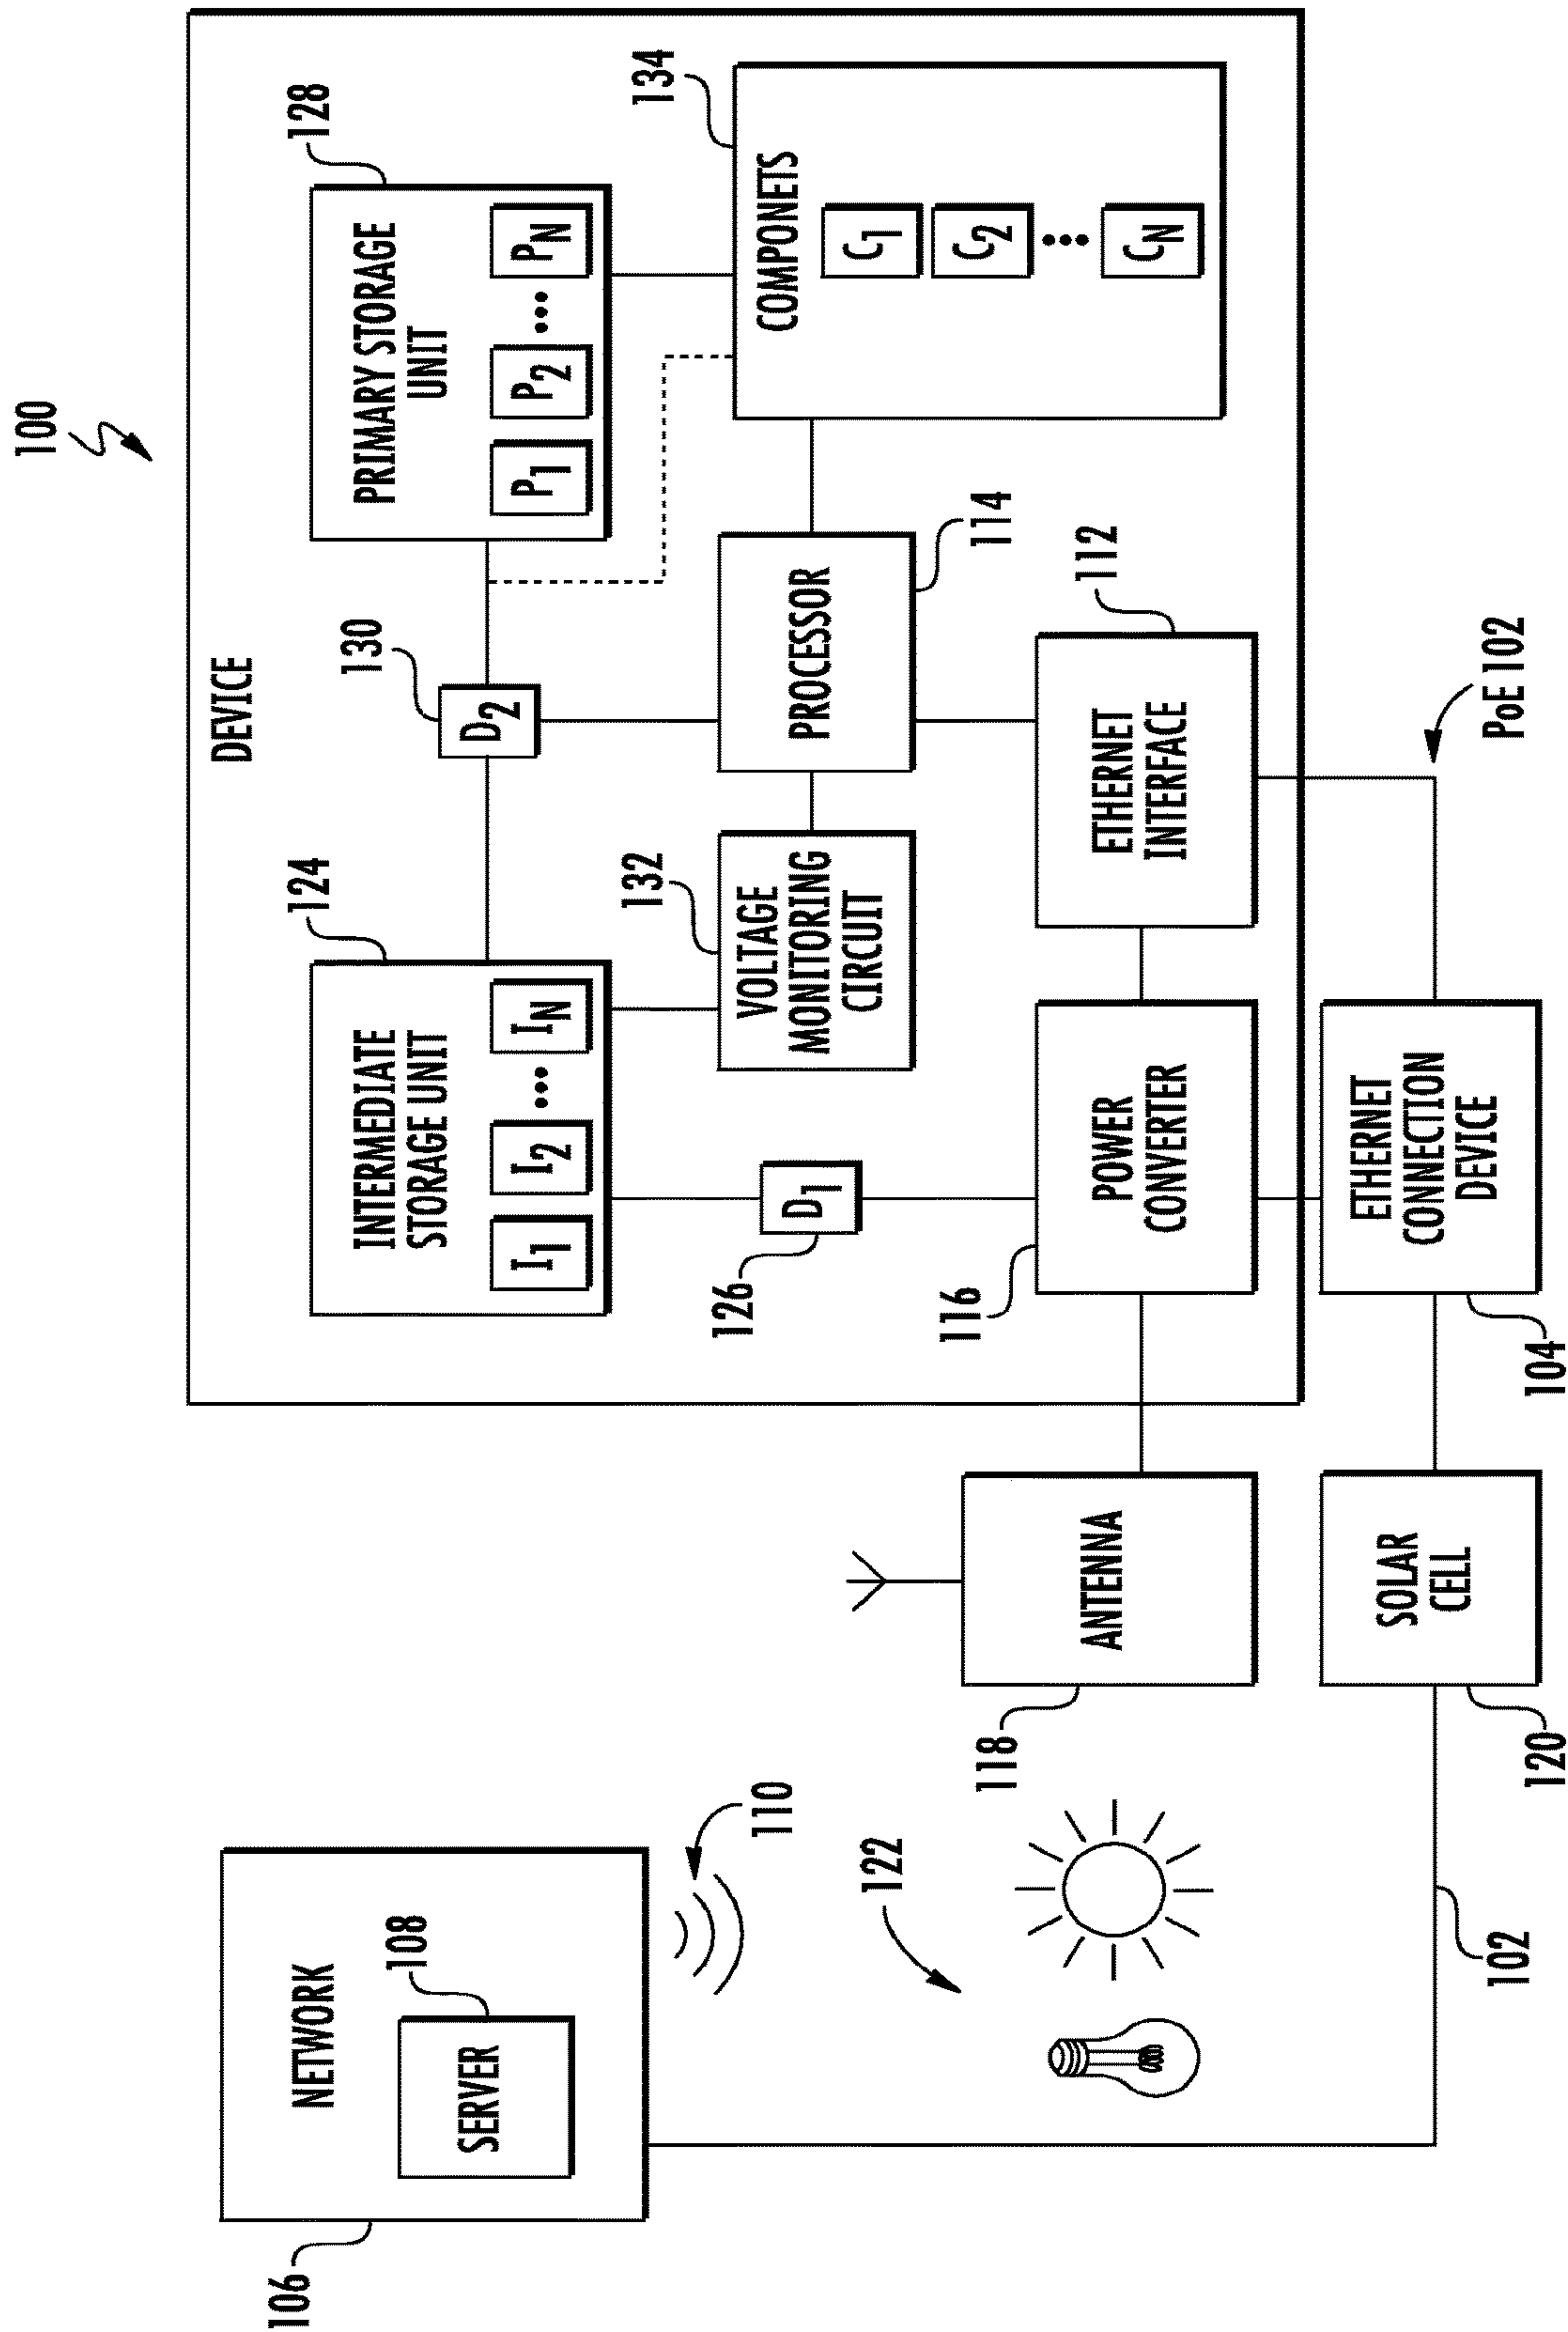 100
DEVICE
NETWORK
106
SERVER
108
110
122
INTERMEDIATE
STORAGE UNIT
124
I1 I2 ••• IN
130
D2
PRIMARY STORAGE
UNIT
128
P1 P2 ••• PN
126
D1
132
VOLTAGE
MONITORING
CIRCUIT
PROCESSOR
114
COMPONETS
134
C1
C2
•••
CN
118
ANTENNA
116
POWER
CONVERTER
ETHERNET
INTERFACE
112
102
120
SOLAR
CELL
104
ETHERNET
CONNECTION
DEVICE
PoE 102